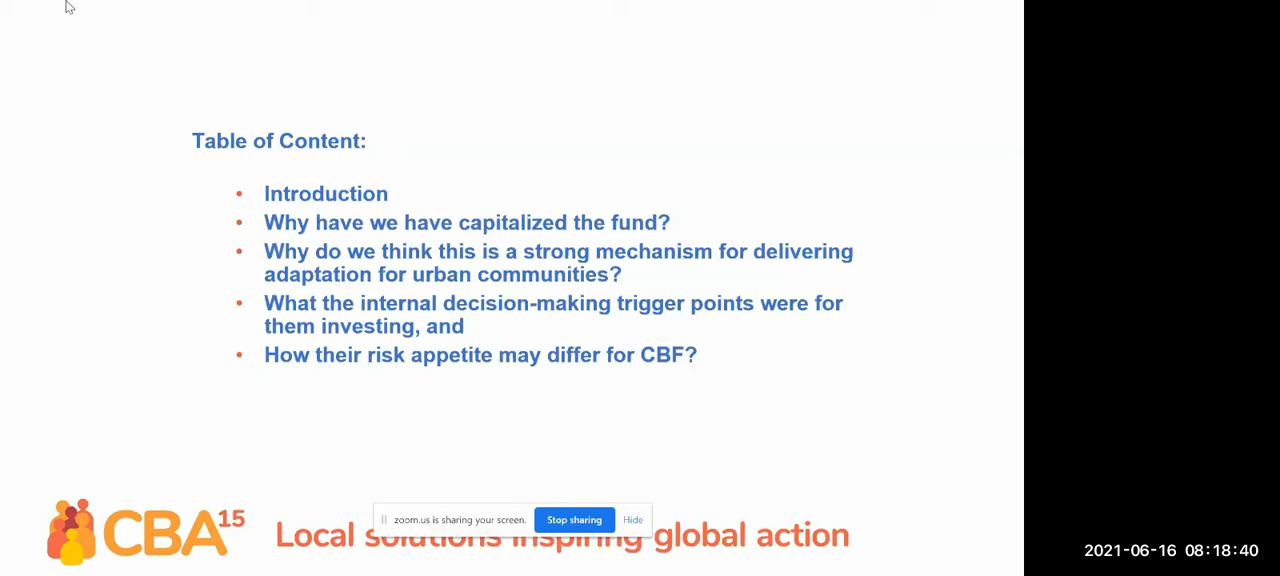 Table of Content:
• Introduction
• Why have we have capitalized the fund?
• Why do we think this is a strong mechanism for delivering
adaptation for urban communities?
• What the internal decision-making trigger points were for
them investing, and
• How their risk appetite may differ for CBF?
CBA15
Local solutions inspiring global action
zoom.us is sharing your screen.
Stop sharing
Hide
2021-06-16 08:18:40